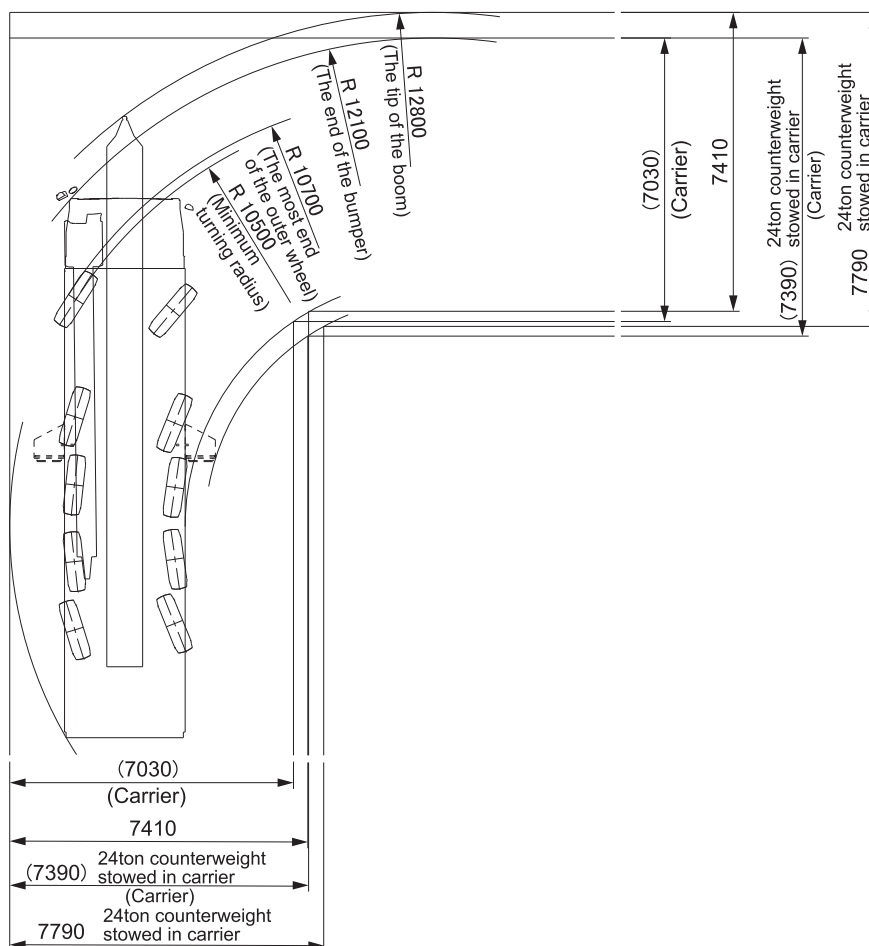 R 12800
(The tip of the boom)
R 12100
(The end of the bumper)
R 10700
(The most end
of the outer wheel)
R 10500
(Minimum
turning radius)
(7030)
(Carrier)
7410
(7390)
24ton counterweight
stowed in carrier
(Carrier)
7790
24ton counterweight
stowed in carrier
(7030)
(Carrier)
7410
(7390)
24ton counterweight
stowed in carrier
(Carrier)
7790
24ton counterweight
stowed in carrier